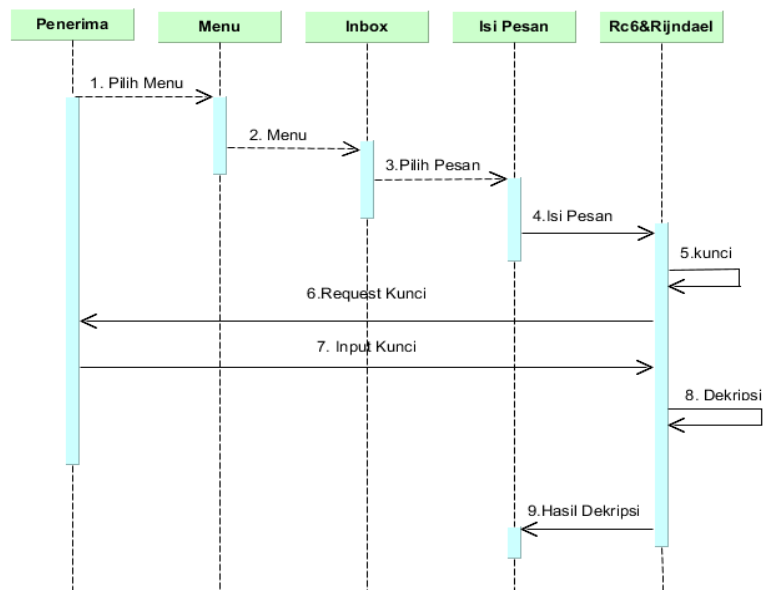 Penerima
Menu
Inbox
Isi Pesan
Rc6&Rijndael
1. Pilih Menu
2. Menu
3.Pilih Pesan
4.Isi Pesan
5.kunci
6.Request Kunci
7. Input Kunci
8. Dekripsi
9.Hasil Dekripsi